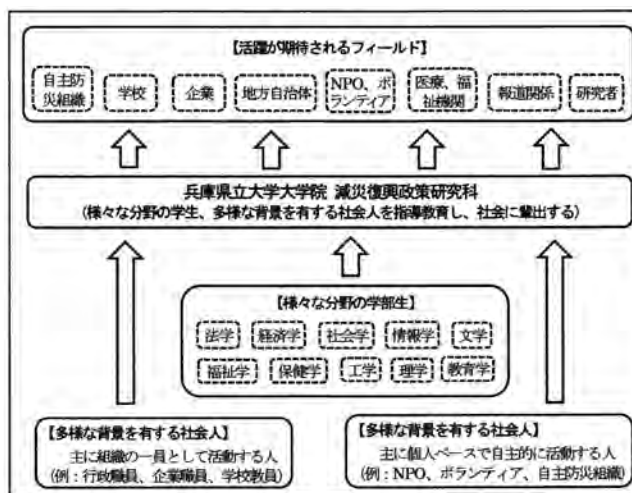 【活躍が期待されるフィールド】
自主防
災組織
学校
企業
地方自治体
NPO、ボ
ランティア
医療、福
祉機関
報道関係
研究者
兵庫県立大学大学院 減災復興政策研究科
(様々な分野の学生、多様な背景を有する社会人を指導教育し、社会に輩出する)
【様々な分野の学部生】
法学
経済学
社会学
情報学
文学
福祉学
保健学
工学
理学
教育学
【多様な背景を有する社会人】
主に組織の一員として活動する人
(例:行政職員、企業職員、学校教員)
【多様な背景を有する社会人】
主に個人ベースで自主的に活動する人
(例:NPO、ボランティア、自主防災組織)